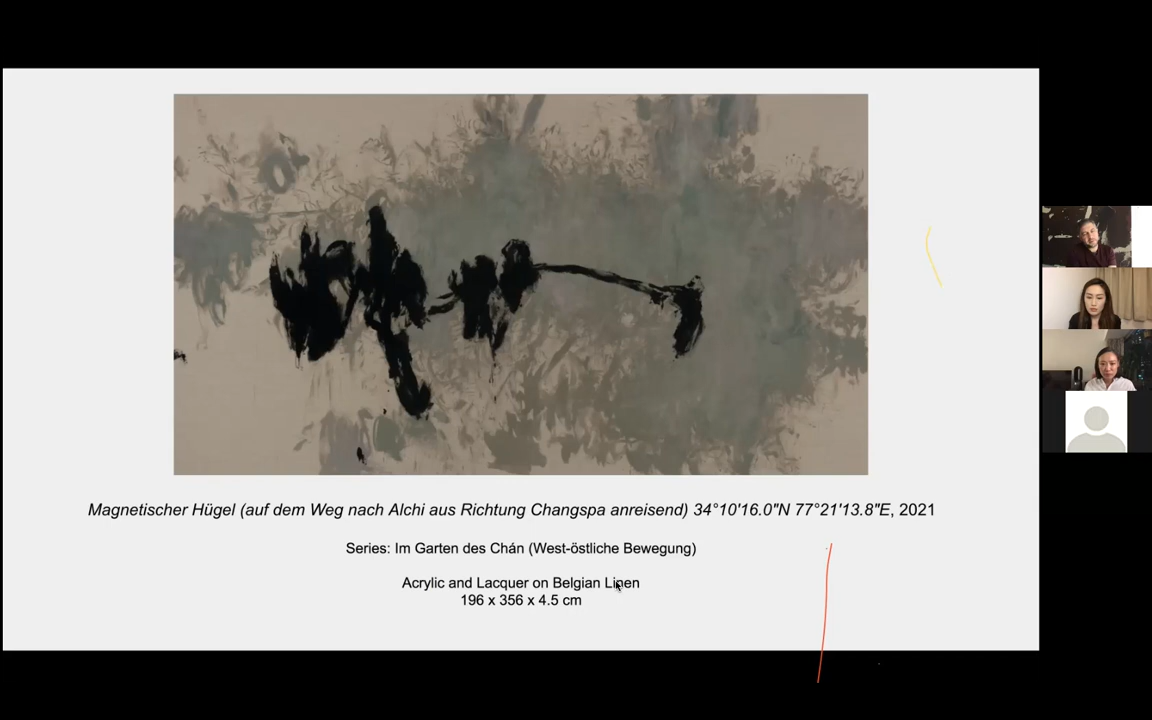 Magnetischer Hügel (auf dem Weg nach Alchi aus Richtung Changspa anreisend) 34°10'16.0"N 77°21'13.8"E, 2021
Series: Im Garten des Chán (West-östliche Bewegung)
Acrylic and Lacquer on Belgian Linen
196 x 356 x 4.5 cm